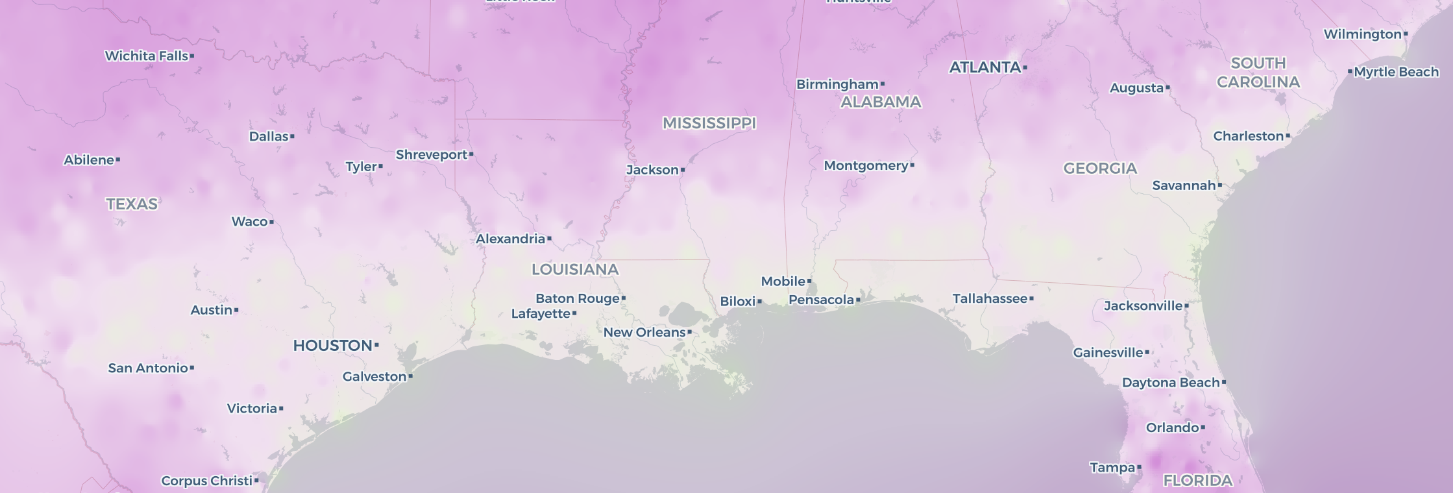 Little Rock
Huntsville
Wilmington
Wichita Falls
SOUTH
CAROLINA
ATLANTA
Myrtle Beach
Birmingham
Augusta
ALABAMA
MISSISSIPPI
Dallas
Charleston
Shreveport
Abilene
Tyler
Montgomery
Jackson
GEORGIA
Savannah
TEXAS
Waco
Alexandria
LOUISIANA
Mobile
Baton Rouge
Pensacola
Tallahassee
Biloxi
Jacksonville
Austin
Lafayette
New Orleans
HOUSTON
Gainesville
San Antonio
Galveston
Daytona Beach
Victoria
Orlando
Tampa
Corpus Christi
FLORIDA